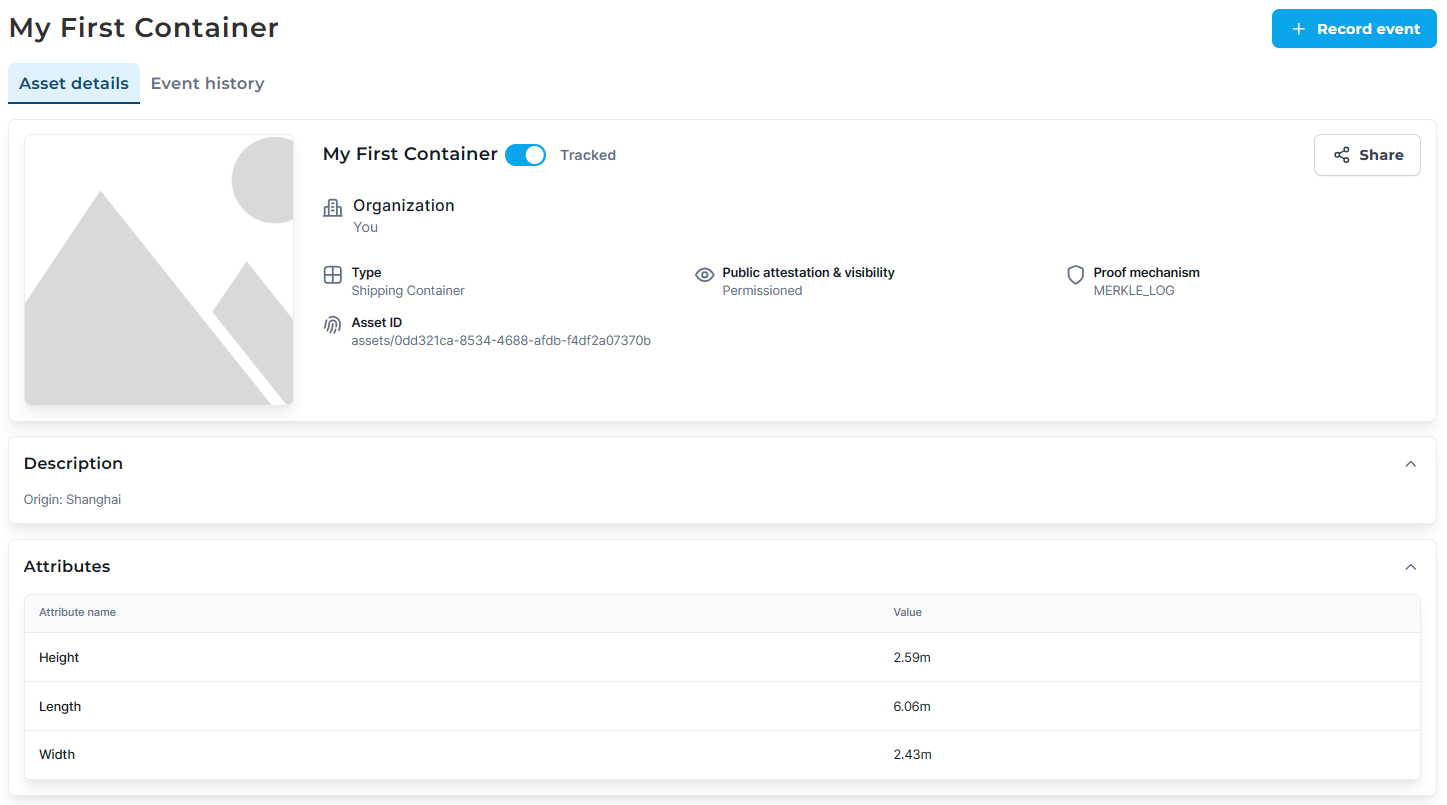 My First Container
Record event
Asset details
Event history
My First Container
Tracked
Share
Organization
You
Type
Shipping Container
Public attestation & visibility
Permissioned
Proof mechanism
MERKLE_LOG
Asset ID
assets/0dd321ca-8534-4688-afdb-f4df2a07370b
Description
Origin: Shanghai
Attributes
Attribute name Value
Height 2.59m
Length 6.06m
Width 2.43m